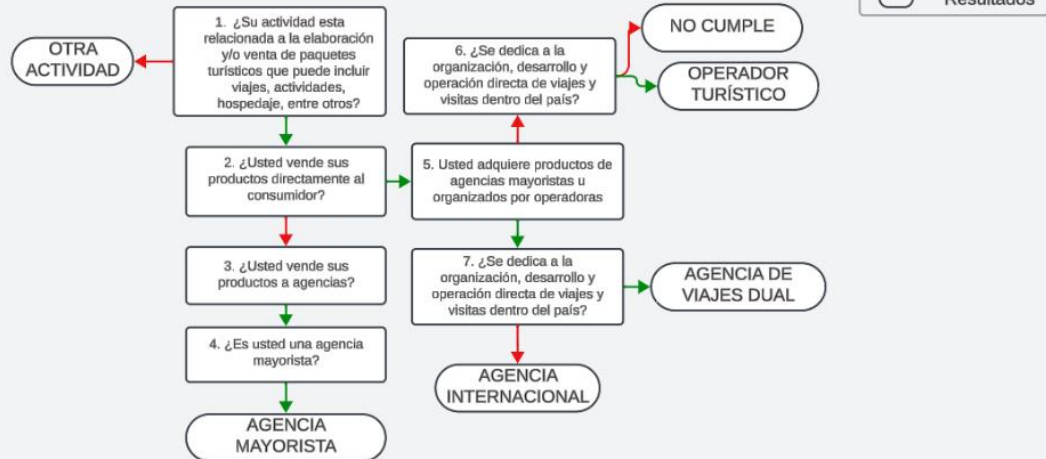 Resultados
1. ¿Su actividad esta
relacionada a la elaboración
y/o venta de paquetes
turísticos que puede incluir
viajes, actividades,
hospedaje, entre otros?
OTRA
ACTIVIDAD
6. ¿Se dedica a la
organización, desarrollo y
operación directa de viajes y
visitas dentro del país?
NO CUMPLE
OPERADOR
TURÍSTICO
2. ¿Usted vende sus
productos directamente al
consumidor?
5. Usted adquiere productos de
agencias mayoristas u
organizados por operadoras
3. ¿Usted vende sus
productos a agencias?
7. ¿Se dedica a la
organización, desarrollo y
operación directa de viajes y
visitas dentro del país?
AGENCIA DE
VIAJES DUAL
4. ¿Es usted una agencia
mayorista?
AGENCIA
INTERNACIONAL
AGENCIA
MAYORISTA